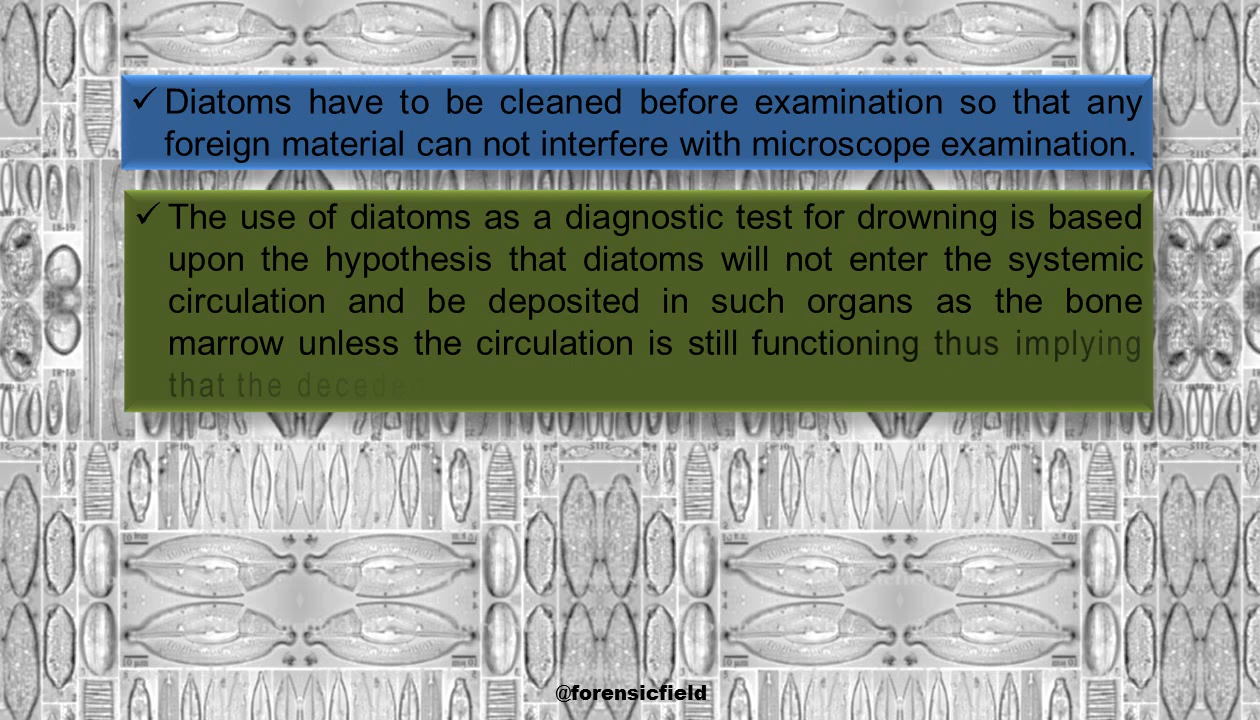 ✓ Diatoms have to be cleaned before examination so that any
foreign material can not interfere with microscope examination.
✓ The use of diatoms as a diagnostic test for drowning is based
upon the hypothesis that diatoms will not enter the systemic
circulation and be deposited in such organs as the bone
marrow unless the circulation is still functioning thus implying
that the
@forensicfield